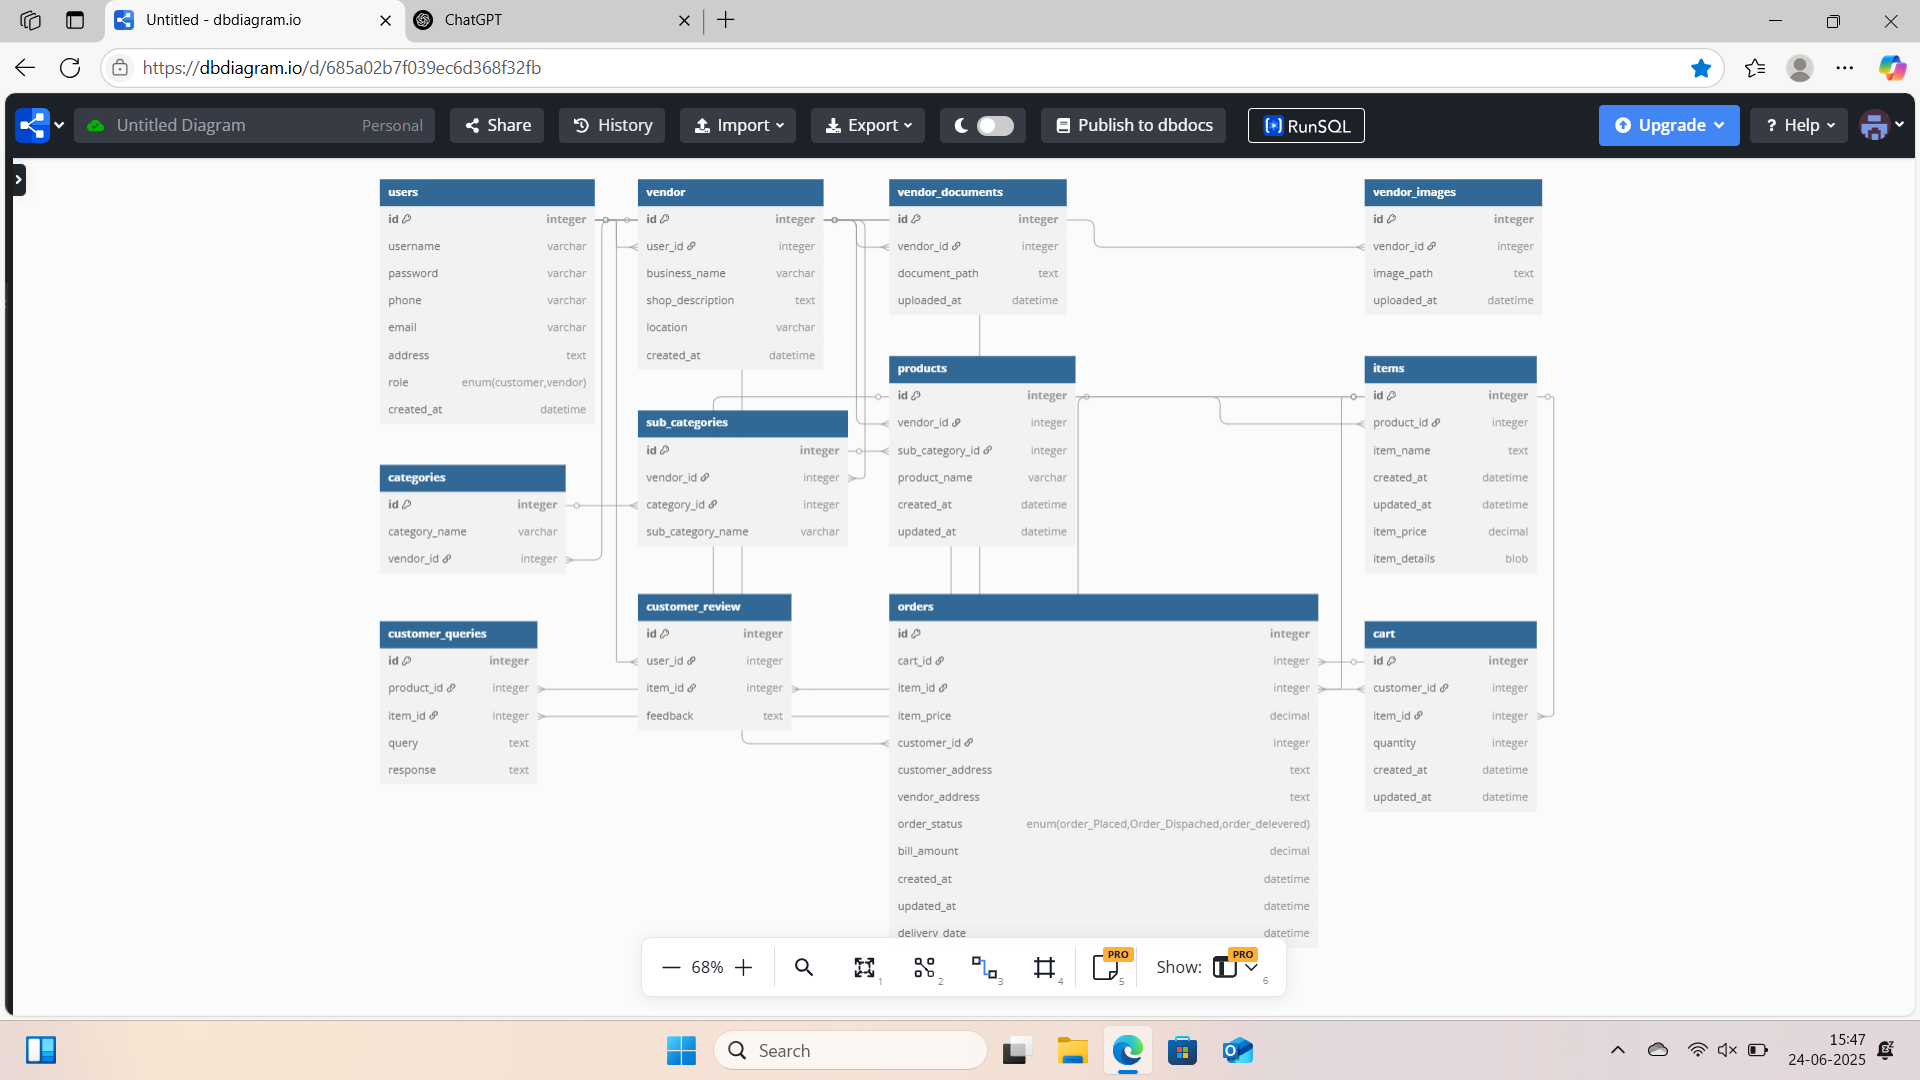 Untitled - dbdiagram.io
ChatGPT
https://dbdiagram.io/d/685a02b7f039ec6d368f32fb
Untitled Diagram Personal Share History Import Export Publish to dbdocs RunSQL Upgrade ? Help
users
id integer
username varchar
password varchar
phone varchar
email varchar
address text
role enum(customer,vendor)
created_at datetime
vendor
id integer
user_id integer
business_name varchar
shop_description text
location varchar
created_at datetime
vendor_documents
id integer
vendor_id integer
document_path text
uploaded_at datetime
vendor_images
id integer
vendor_id integer
image_path text
uploaded_at datetime
products
id integer
vendor_id integer
sub_category_id integer
product_name varchar
created_at datetime
updated_at datetime
items
id integer
product_id integer
item_name text
created_at datetime
updated_at datetime
item_price decimal
item_details blob
sub_categories
id integer
vendor_id integer
category_id integer
sub_category_name varchar
categories
id integer
category_name varchar
vendor_id integer
customer_queries
id integer
product_id integer
item_id integer
query text
response text
customer_review
id integer
user_id integer
item_id integer
feedback text
orders
id integer
cart_id integer
item_id integer
item_price decimal
customer_id integer
customer_address text
vendor_address text
order_status enum(order_Placed,Order_Dispached,order_delevered)
bill_amount decimal
created_at datetime
updated_at datetime
delivery_date datetime
cart
id integer
customer_id integer
item_id integer
quantity integer
created_at datetime
updated_at datetime
68% 1 2 3 4 PRO 5 Show: PRO 6
Search
15:47
24-06-2025